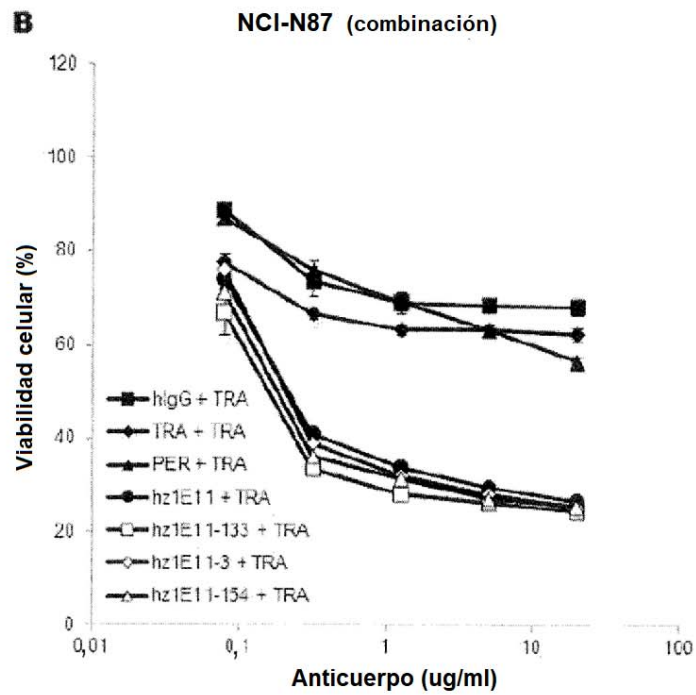 B
NCI-N87 (combinación)
120
100
80
60
40
20
0
Viabilidad celular (%)
hIgG + TRA
TRA + TRA
PER + TRA
hz1E11 + TRA
hz1E11-133 + TRA
hz1E11-3 + TRA
hz1E11-154 + TRA
0,01
0,1
1
10
100
Anticuerpo (ug/ml)